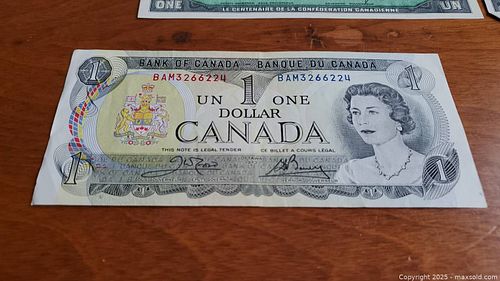 ONE
LE CENTENAIRE DE LA CONFÉDÉRATION CANADIENNE
UN
BANK OF CANADA – BANQUE DU CANADA
1
1
BAM3266224
BAM3266224
UN 1 ONE
DOLLAR
CANADA
THIS NOTE IS LEGAL TENDER
CE BILLET A COURS LÉGAL
1
1
Copyright © 2025 - maxsold.com